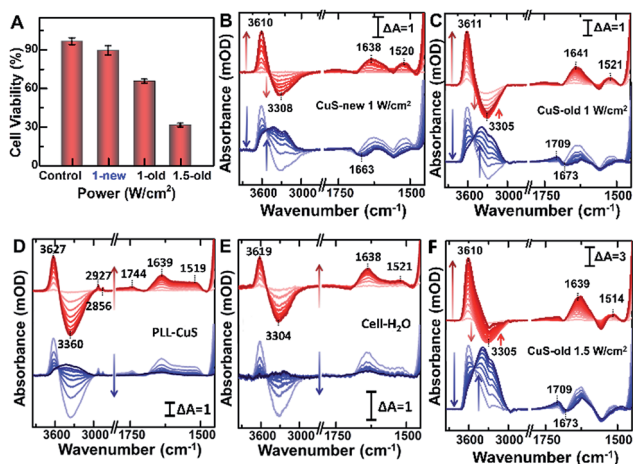 A
Cell Viability (%)
90
60
30
0
Control 1-new 1-old 1.5-old
Power (W/cm²)
B
3610
ΔA=1
1638
1520
3308
CuS-new 1 W/cm²
1663
Absorbance (mOD)
3600 3000 1750 1500
Wavenumber (cm⁻¹)
C
3611
ΔA=1
1641
1521
3305
CuS-old 1 W/cm²
1709
1673
Absorbance (mOD)
3600 3000 1750 1500
Wavenumber (cm⁻¹)
D
3627
2927
2856
1744
1639
1519
3360
PLL-CuS
ΔA=1
Absorbance (mOD)
3600 3000 1750 1500
Wavenumber (cm⁻¹)
E
3619
1638
1521
3304
Cell-H₂O
ΔA=1
Absorbance (mOD)
3600 3000 1750 1500
Wavenumber (cm⁻¹)
F
3610
ΔA=3
1639
1514
3305
CuS-old 1.5 W/cm²
1709
1673
Absorbance (mOD)
3600 3000 1750 1500
Wavenumber (cm⁻¹)